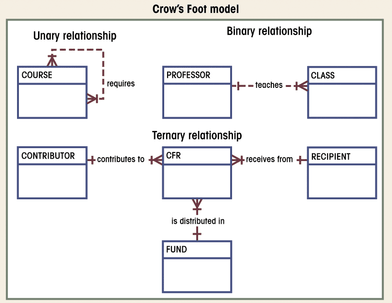 Crow's Foot model
Unary relationship
Binary relationship
COURSE
requires
PROFESSOR
teaches
CLASS
Ternary relationship
CONTRIBUTOR
contributes to
CFR
receives from
RECIPIENT
is distributed in
FUND